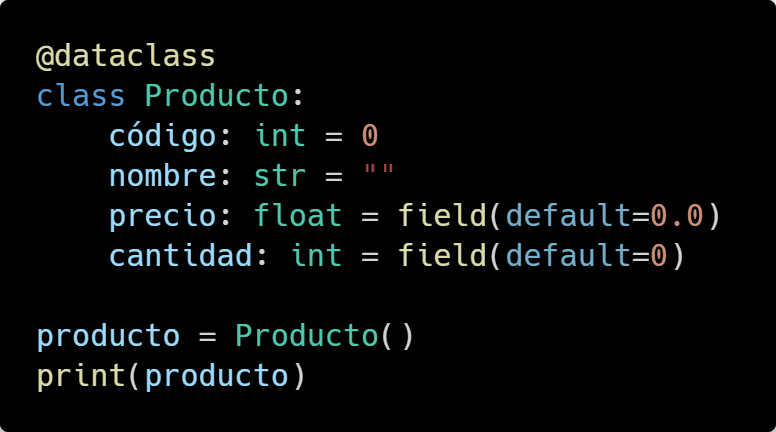 @dataclass
class Producto:
    código: int = 0
    nombre: str = ""
    precio: float = field(default=0.0)
    cantidad: int = field(default=0)
producto = Producto()
print(producto)